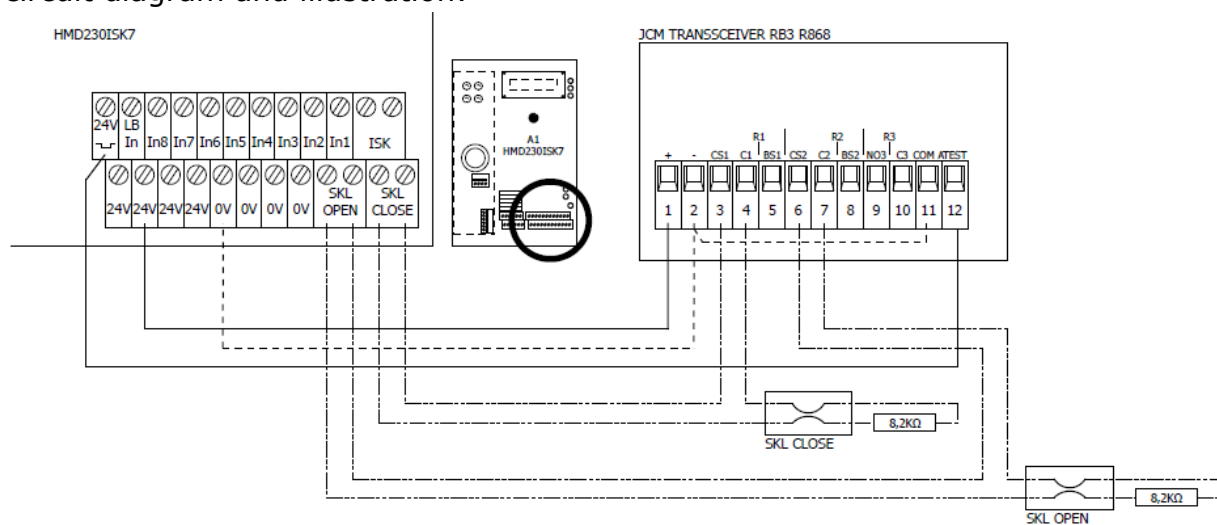 circuit diagram and illustration.
HMD230ISK7
JCM TRANSSCEIVER RB3 R868
24V
LB
In In8 In7 In6 In5 In4 In3 In2 In1 ISK
24V 24V 24V 24V 0V 0V 0V 0V SKL OPEN SKL CLOSE
A1
HMD230ISK7
R1 R2 R3
+ - CS1 C1 BS1 CS2 C2 BS2 NO3 C3 COM ATEST
1 2 3 4 5 6 7 8 9 10 11 12
8,2KΩ
SKL CLOSE
8,2KΩ
SKL OPEN